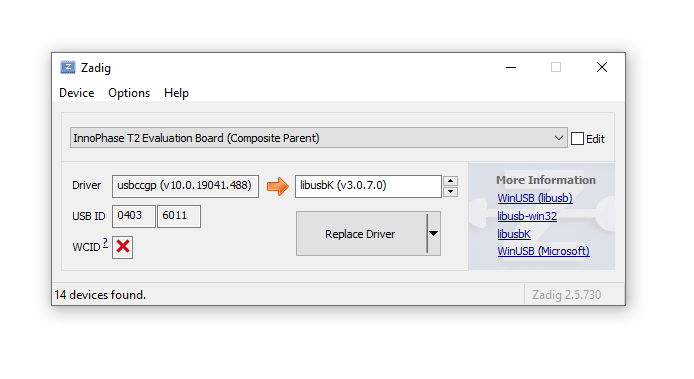 Zadig
Device Options Help
InnoPhase T2 Evaluation Board (Composite Parent) Edit
Driver usbccgp (v10.0.19041.488) libusbK (v3.0.7.0)
USB ID 0403 6011
WCID ?
Replace Driver
More Information
WinUSB (libusb)
libusb-win32
libusbK
WinUSB (Microsoft)
14 devices found. Zadig 2.5.730